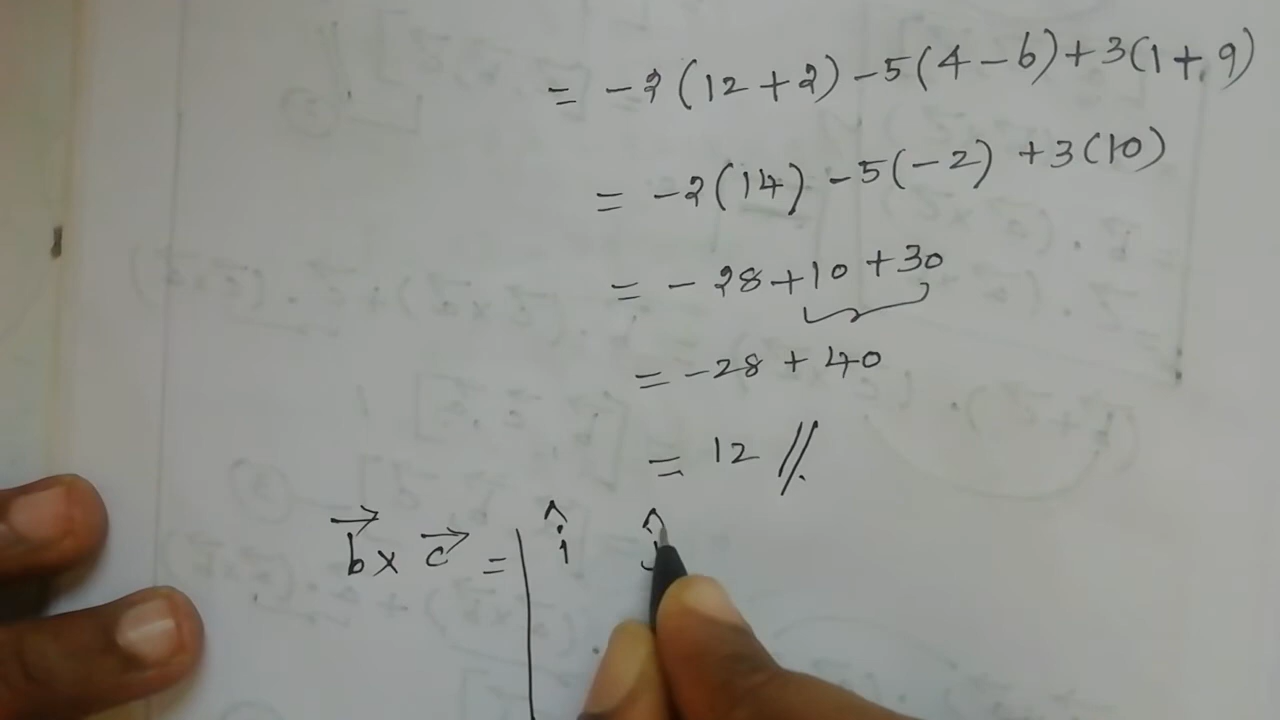 = -2(12+2) -5(4-6)+3(1+9)
= -2(14) -5(-2) +3(10)
= -28+10+30
= -28 + 40
= 12 //.
b⃗ × c⃗ = | î ĵ